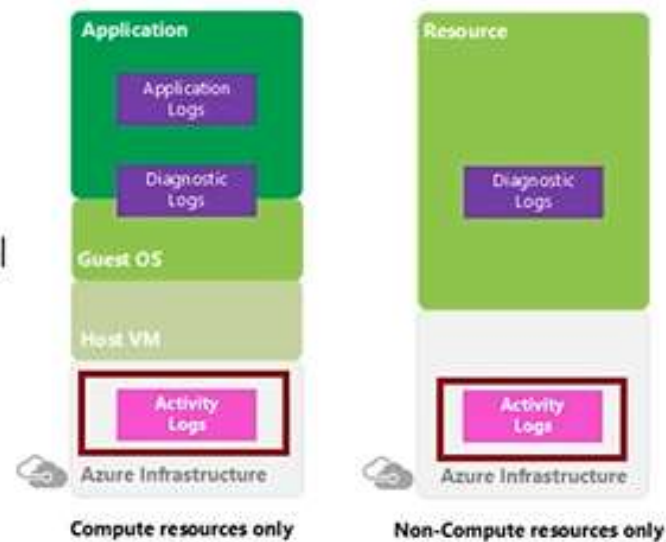 Application
Application
Logs
Diagnostic
Logs
Guest OS
Host VM
Activity
Logs
Azure Infrastructure
Compute resources only
Resource
Diagnostic
Logs
Activity
Logs
Azure Infrastructure
Non-Compute resources only